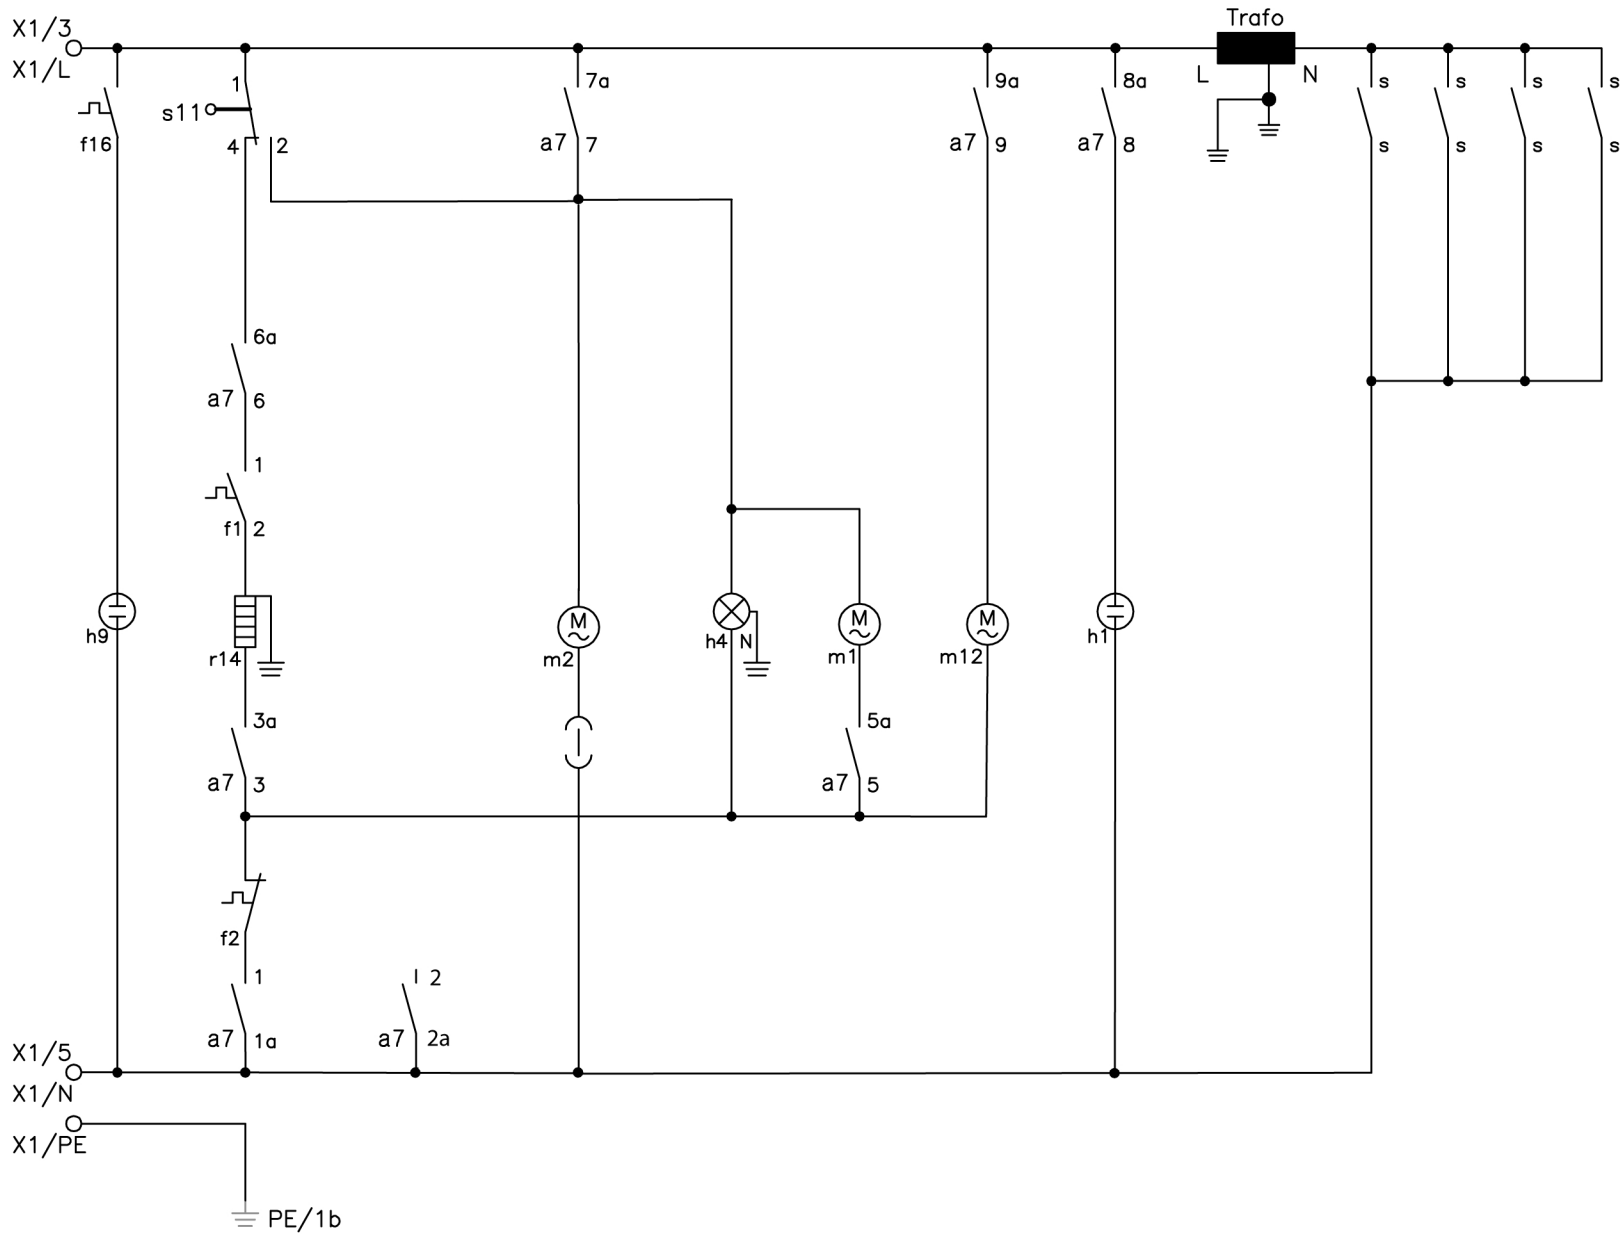 Trafo
X1/3
X1/L
L N
1
s11
4 2
f16
7a
a7 7
9a
a7 9
8a
a7 8
s s s s
s s s s
6a
a7 6
1
f1 2
h9
r14
m2
h4 N
m1
m12
h1
3a
a7 3
5a
a7 5
f2
1
a7 1a
2
a7 2a
X1/5
X1/N
X1/PE
PE/1b